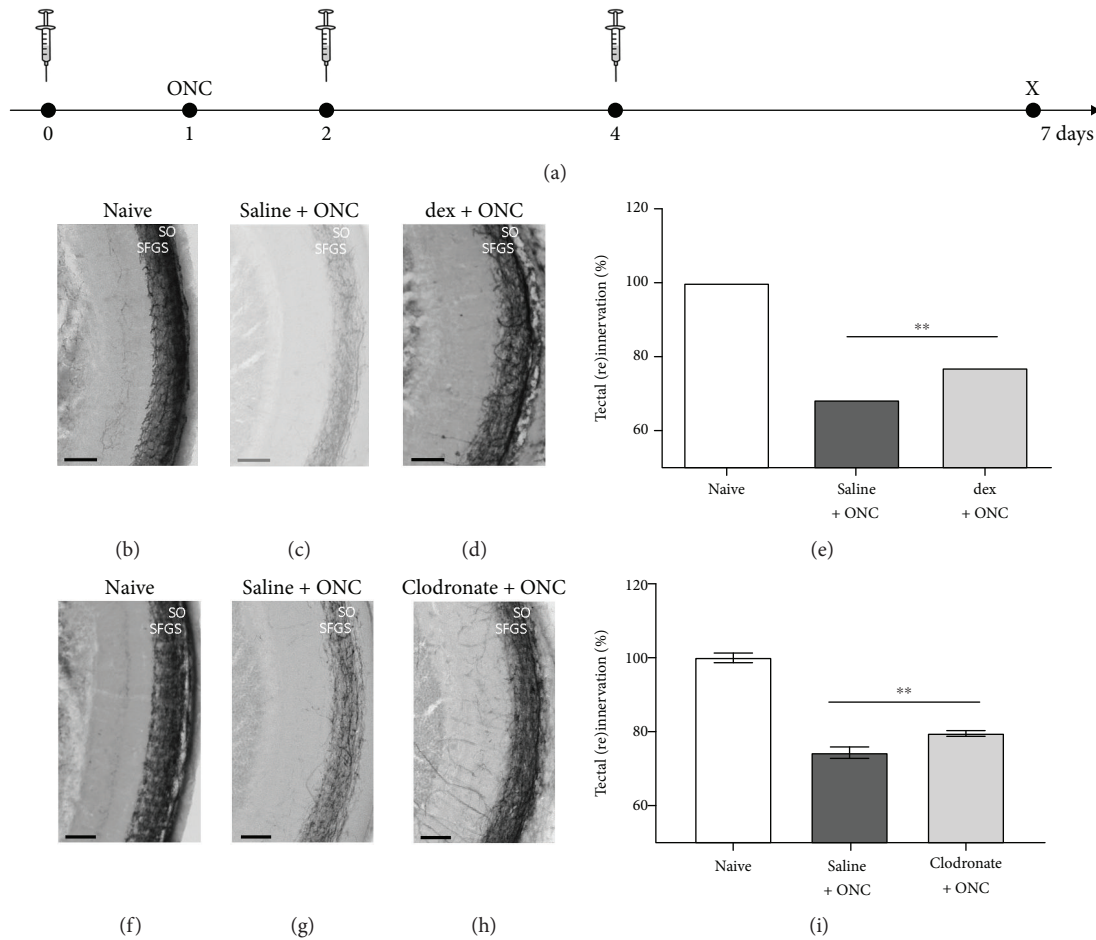 ONC
X
0
1
2
4
7 days
(a)
Naive
Saline + ONC
dex + ONC
SO
SFGS
SO
SFGS
SO
SFGS
(b)
(c)
(d)
Tectal (re)innervation (%)
120
100
80
60
**
Naive
Saline
+ ONC
dex
+ ONC
(e)
Naive
Saline + ONC
Clodronate + ONC
SO
SFGS
SO
SFGS
SO
SFGS
(f)
(g)
(h)
Tectal (re)innervation (%)
120
100
80
60
**
Naive
Saline
+ ONC
Clodronate
+ ONC
(i)